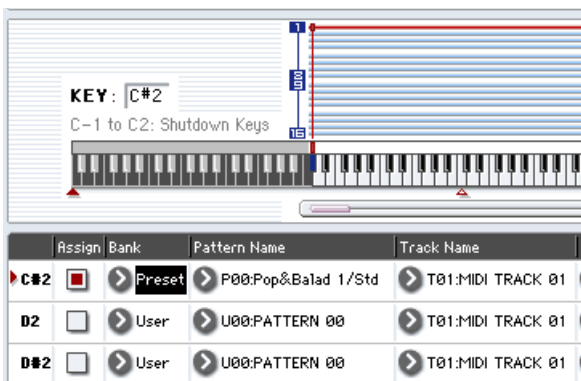 1
KEY: C#2
8
9
C-1 to C2: Shutdown Keys
16
Assign Bank Pattern Name Track Name
C#2 Preset P00:Pop&Balad 1/Std T01:MIDI TRACK 01
D2 User U00:PATTERN 00 T01:MIDI TRACK 01
D#2 User U00:PATTERN 00 T01:MIDI TRACK 01